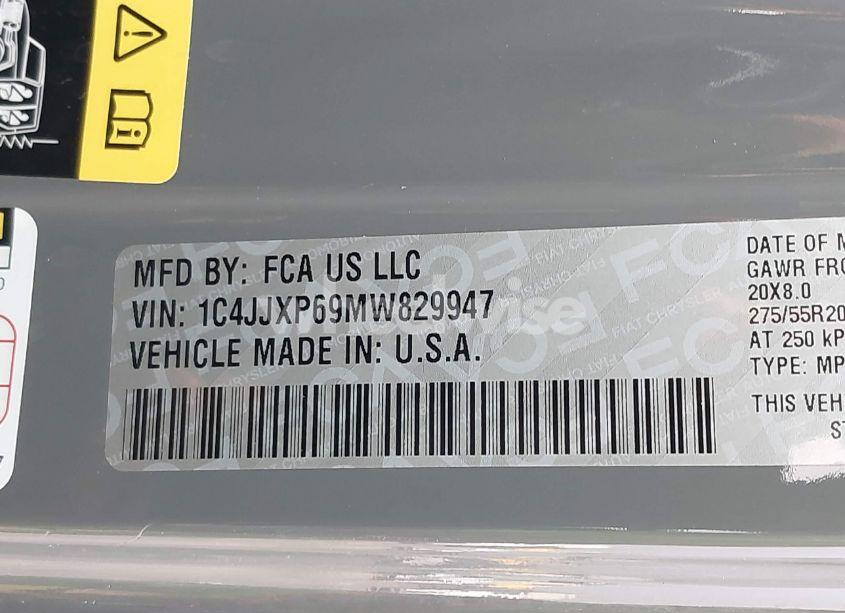 MFD BY: FCA US LLC
VIN: 1C4JJXP69MW829947
VEHICLE MADE IN: U.S.A.
DATE OF M
GAWR FRO
20X8.0
275/55R20
AT 250 kP
TYPE: MP
THIS VEH
ST